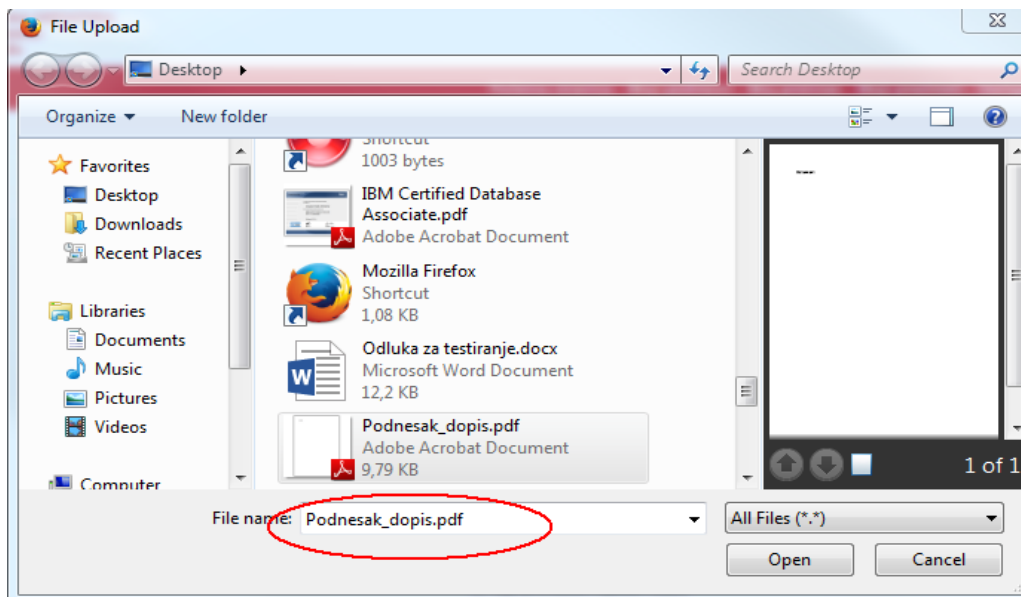 File Upload
Desktop
Search Desktop
Organize
New folder
Favorites
Desktop
Downloads
Recent Places
Libraries
Documents
Music
Pictures
Videos
Computer
Shortcut
1003 bytes
IBM Certified Database
Associate.pdf
Adobe Acrobat Document
Mozilla Firefox
Shortcut
1,08 KB
Odluka za testiranje.docx
Microsoft Word Document
12,2 KB
Podnesak_dopis.pdf
Adobe Acrobat Document
9,79 KB
1 of 1
File name: Podnesak_dopis.pdf
All Files (*.*)
Open
Cancel